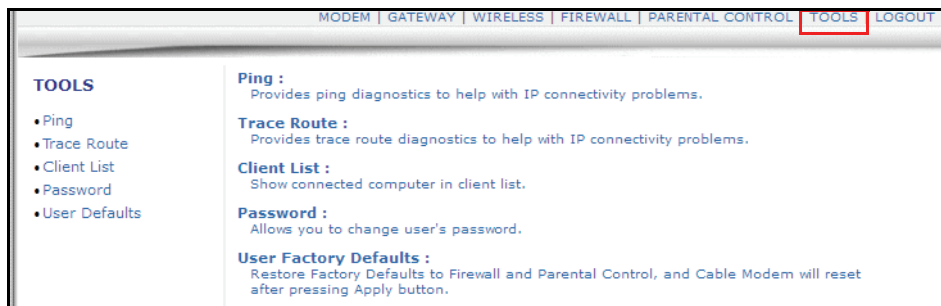 MODEM | GATEWAY | WIRELESS | FIREWALL | PARENTAL CONTROL | TOOLS | LOGOUT
TOOLS
•Ping
•Trace Route
•Client List
•Password
•User Defaults
Ping :
Provides ping diagnostics to help with IP connectivity problems.
Trace Route :
Provides trace route diagnostics to help with IP connectivity problems.
Client List :
Show connected computer in client list.
Password :
Allows you to change user's password.
User Factory Defaults :
Restore Factory Defaults to Firewall and Parental Control, and Cable Modem will reset
after pressing Apply button.